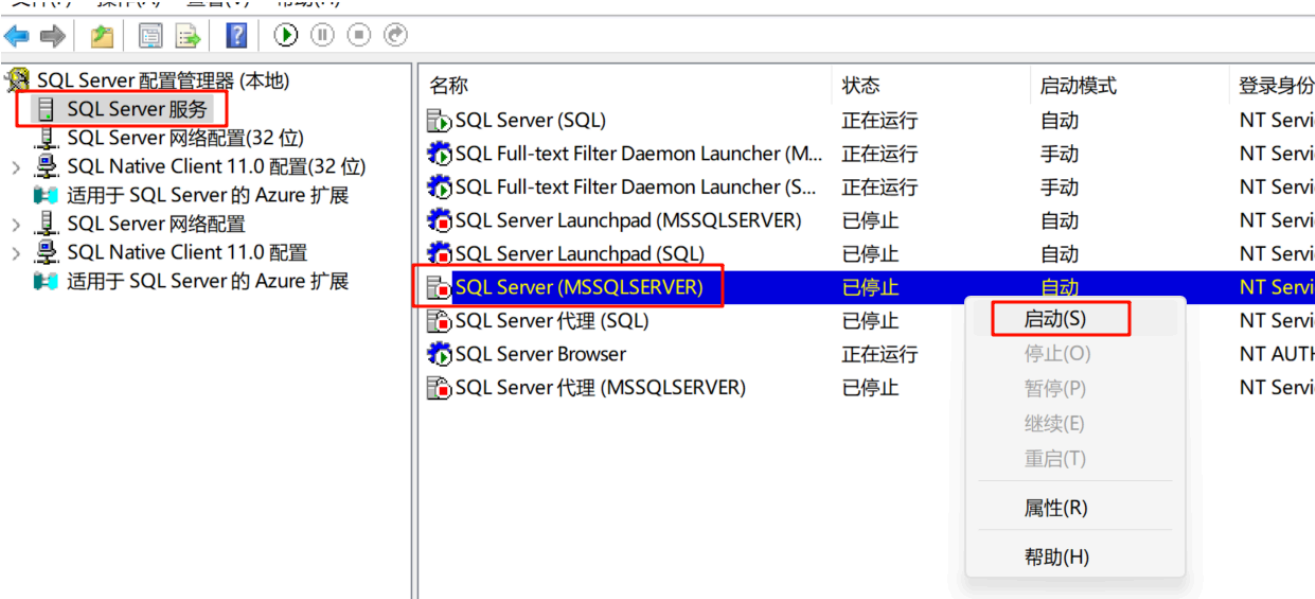 SQL Server 配置管理器 (本地)
SQL Server 服务
SQL Server 网络配置(32 位)
SQL Native Client 11.0 配置(32 位)
适用于 SQL Server 的 Azure 扩展
SQL Server 网络配置
SQL Native Client 11.0 配置
适用于 SQL Server 的 Azure 扩展
名称 状态 启动模式 登录身份
SQL Server (SQL) 正在运行 自动 NT Servi
SQL Full-text Filter Daemon Launcher (M... 正在运行 手动 NT Servi
SQL Full-text Filter Daemon Launcher (S... 正在运行 手动 NT Servi
SQL Server Launchpad (MSSQLSERVER) 已停止 自动 NT Servi
SQL Server Launchpad (SQL) 已停止 自动 NT Servi
SQL Server (MSSQLSERVER) 已停止 自动 NT Servi
SQL Server 代理 (SQL) 已停止 NT Servi
SQL Server Browser 正在运行 NT AUTH
SQL Server 代理 (MSSQLSERVER) 已停止 NT Servi
启动(S)
停止(O)
暂停(P)
继续(E)
重启(T)
属性(R)
帮助(H)